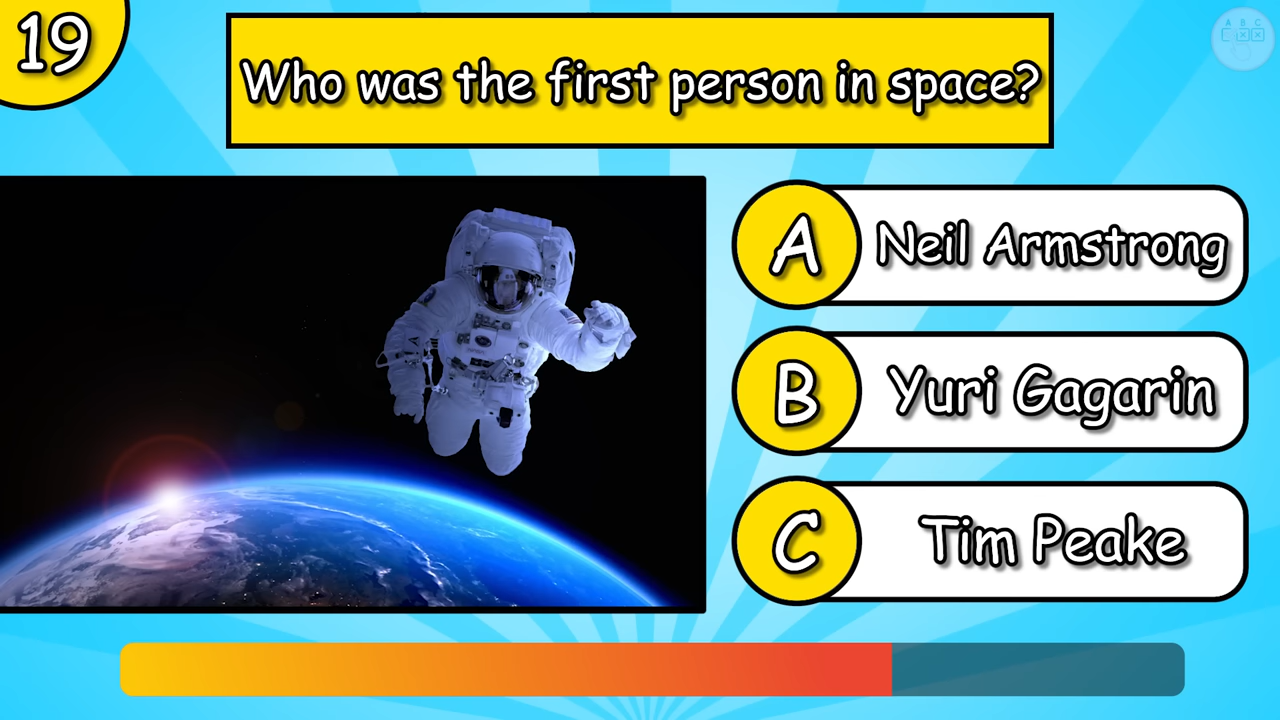 19
Who was the first person in space?
A B C
A Neil Armstrong
B Yuri Gagarin
C Tim Peake